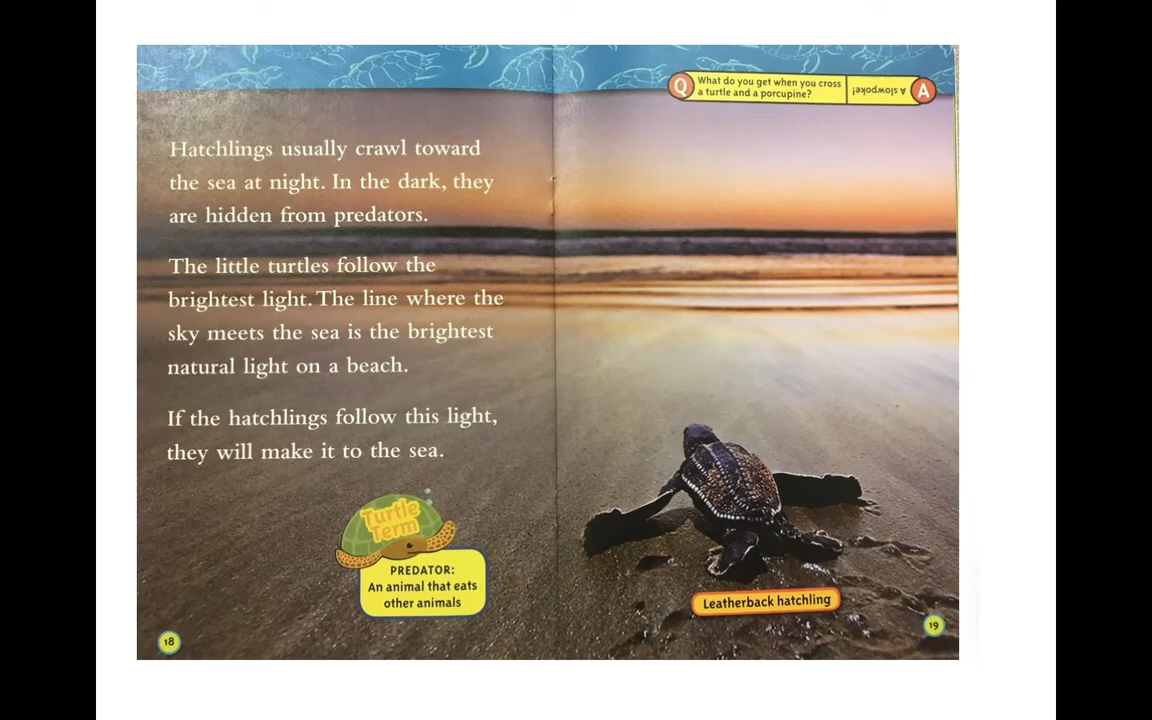 Hatchlings usually crawl toward
the sea at night. In the dark, they
are hidden from predators.
The little turtles follow the
brightest light. The line where the
sky meets the sea is the brightest
natural light on a beach.
If the hatchlings follow this light,
they will make it to the sea.
Turtle
Term
PREDATOR:
An animal that eats
other animals
18
Q
What do you get when you cross
a turtle and a porcupine?
A slowpoke!
A
Leatherback hatchling
19